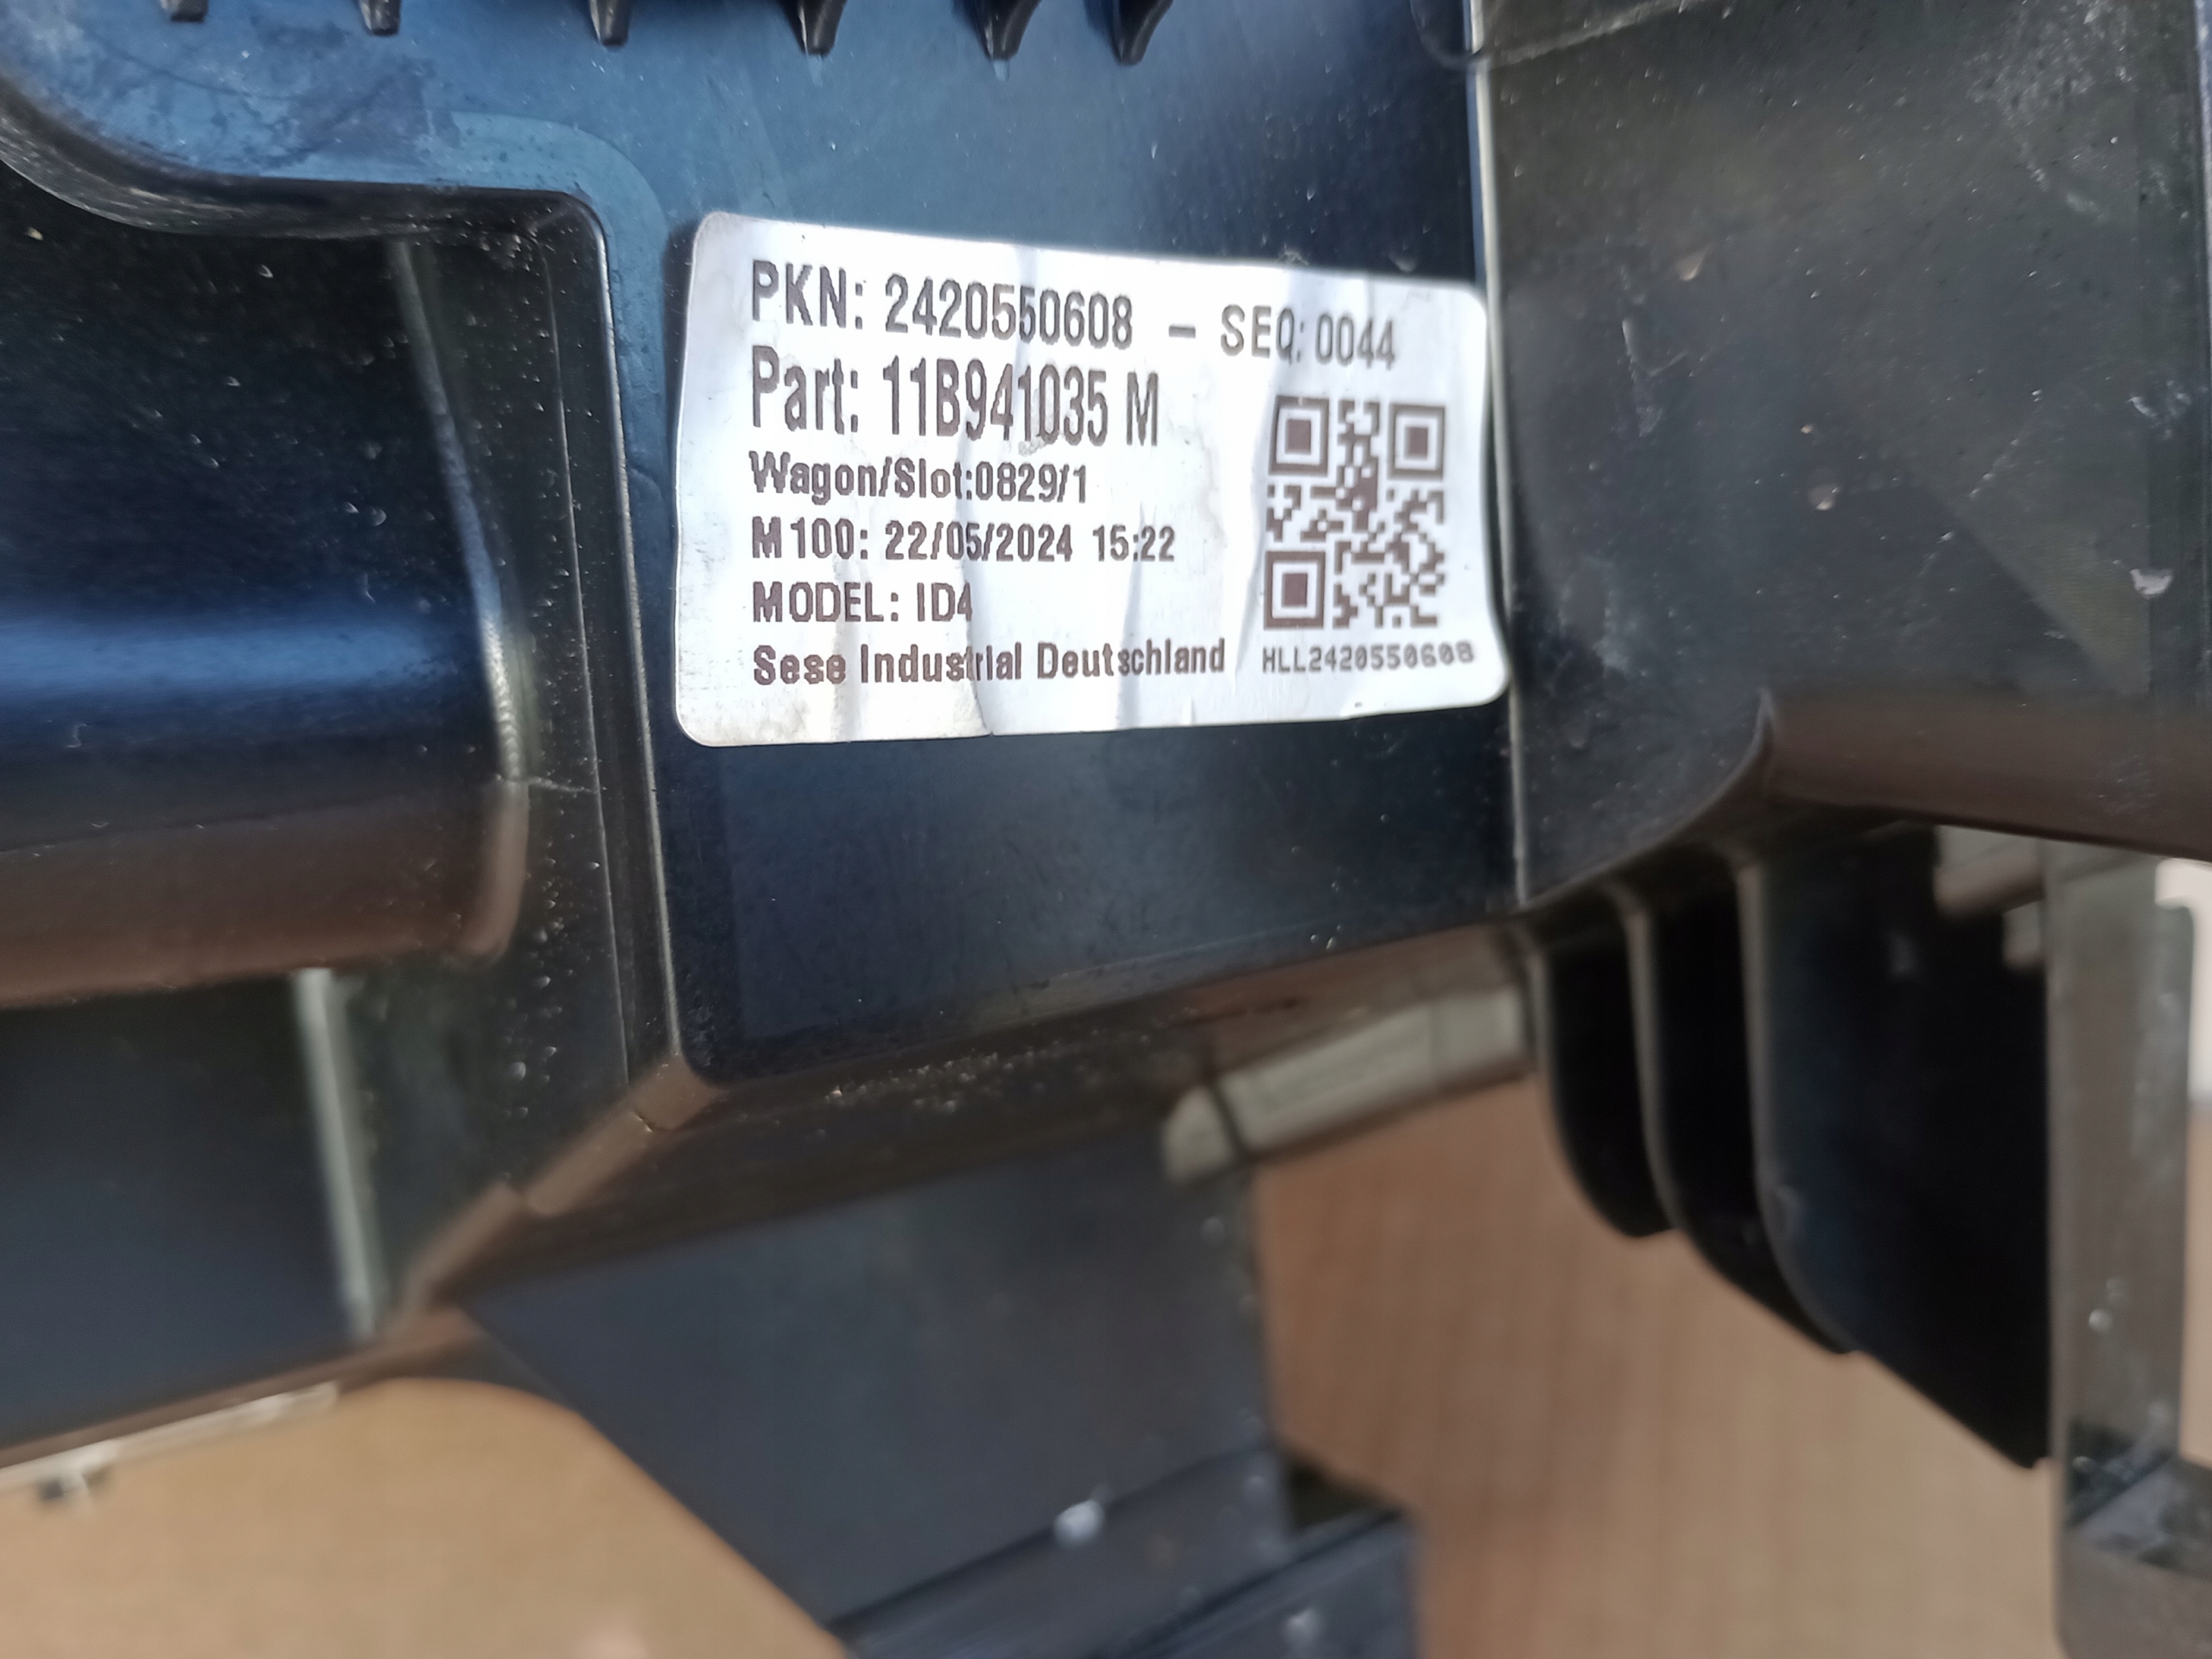 PKN: 2420550608 - SEQ: 0044
Part: 11B941035 M
Wagon/Slot:0829/1
M100: 22/05/2024 15:22
MODEL: ID4
Sese Industrial Deutschland
HLL2420550608